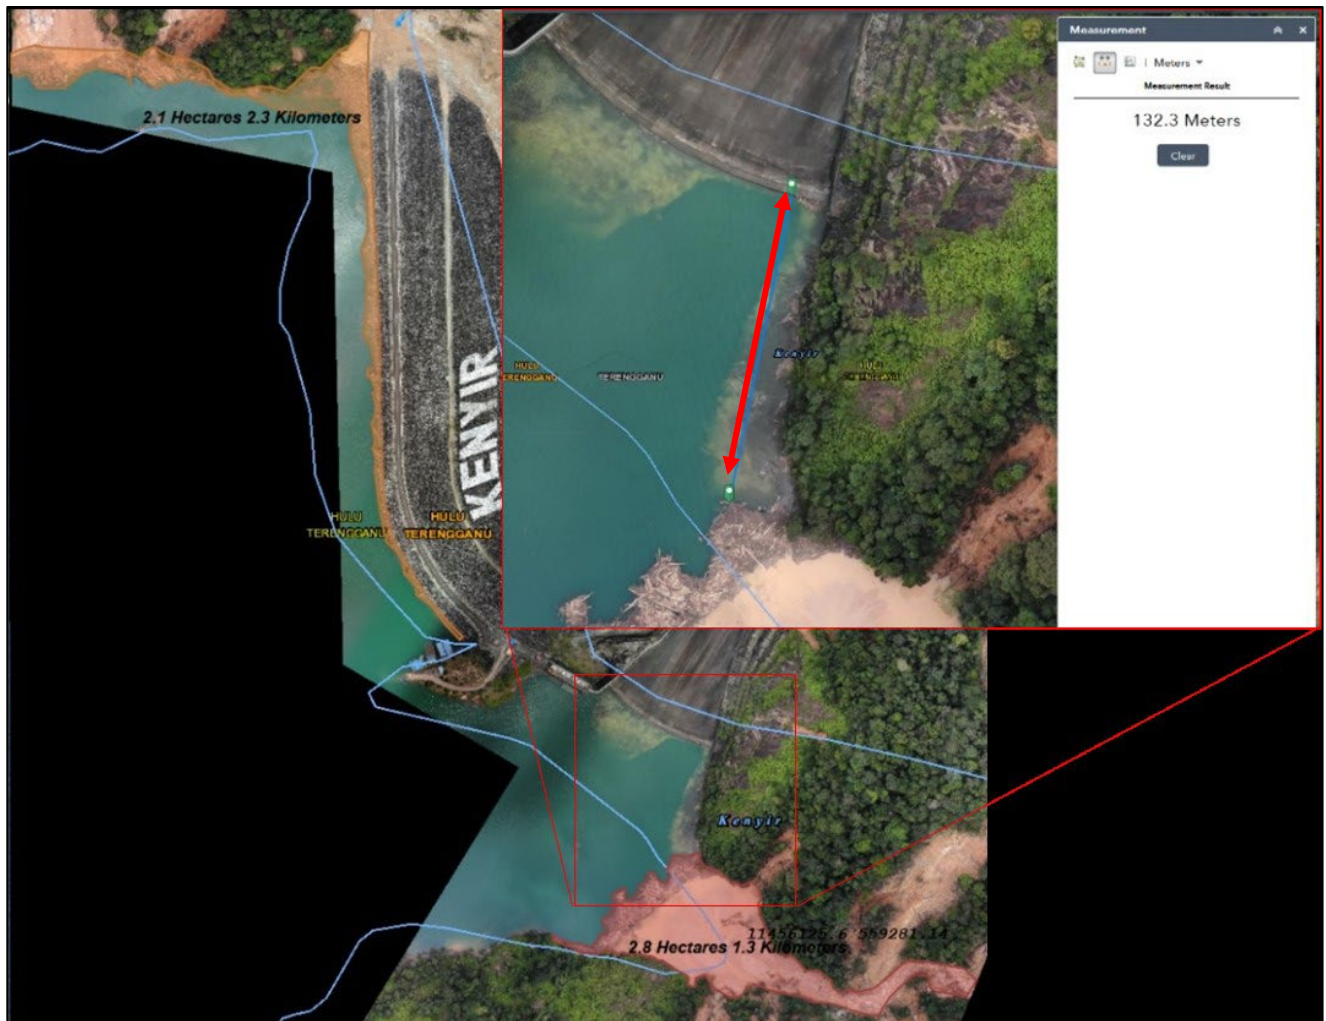 2.1 Hectares 2.3 Kilometers
Measurement
Meters
Measurement Result
132.3 Meters
Clear
Kenyir
HULU
TERENGGANU
TERENGGANU
HULU
KENYIR
HULU
TERENGGANU
HULU
TERENGGANU
Kenyir
11456125.6 559281.14
2.8 Hectares 1.3 Kilometers